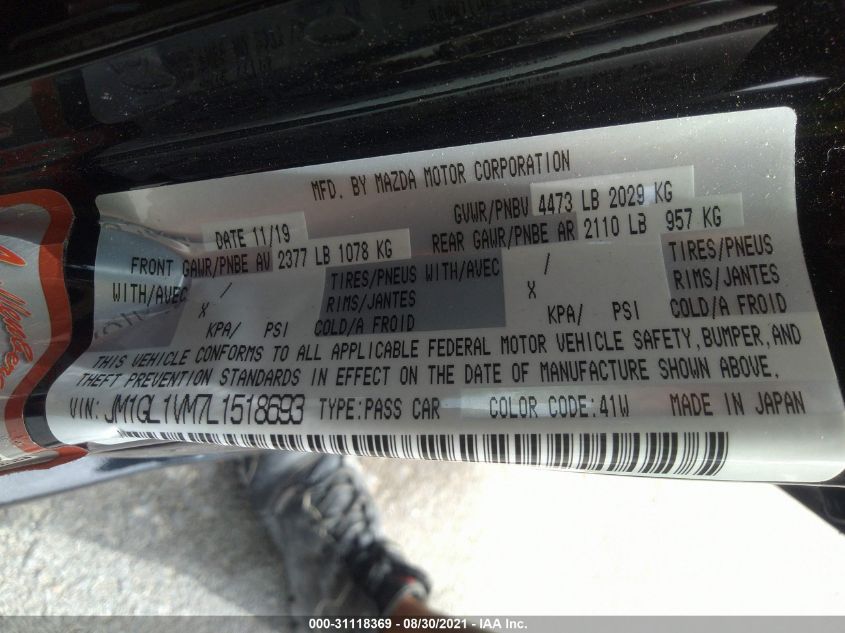 MFD. BY MAZDA MOTOR CORPORATION
DATE 11/19 GVWR/PNBV 4473 LB 2029 KG
FRONT GAWR/PNBE AV 2377 LB 1078 KG REAR GAWR/PNBE AR 2110 LB 957 KG
WITH/AVEC / TIRES/PNEUS WITH/AVEC / TIRES/PNEUS
X RIMS/JANTES X RIMS/JANTES
KPA/ PSI COLD/A FROID KPA/ PSI COLD/A FROID
THIS VEHICLE CONFORMS TO ALL APPLICABLE FEDERAL MOTOR VEHICLE SAFETY, BUMPER, AND
THEFT PREVENTION STANDARDS IN EFFECT ON THE DATE OF MANUFACTURE SHOWN ABOVE.
VIN: JM1GL1VM7L1518693 TYPE:PASS CAR COLOR CODE:41W MADE IN JAPAN
000-31118369 - 08/30/2021 - IAA Inc.